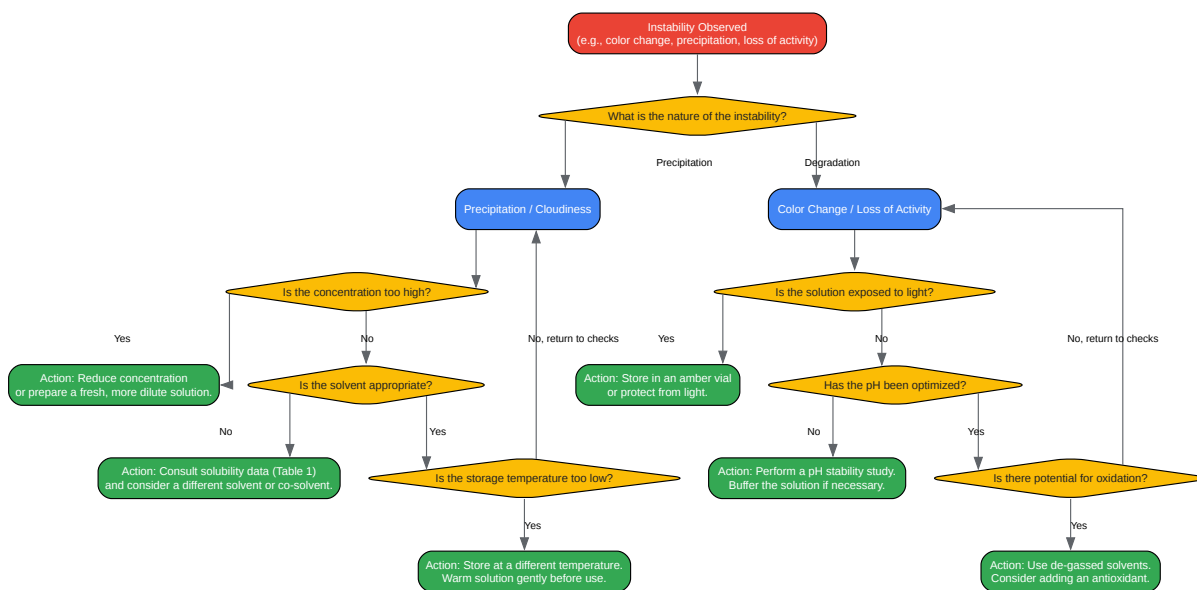 Instability Observed
(e.g., color change, precipitation, loss of activity)
What is the nature of the instability?
Precipitation
Degradation
Precipitation / Cloudiness
Color Change / Loss of Activity
Is the concentration too high?
Is the solution exposed to light?
Yes
No
No, return to checks
Yes
No
No, return to checks
Action: Reduce concentration
or prepare a fresh, more dilute solution.
Is the solvent appropriate?
Action: Store in an amber vial
or protect from light.
Has the pH been optimized?
No
Yes
No
Yes
Action: Consult solubility data (Table 1)
and consider a different solvent or co-solvent.
Is the storage temperature too low?
Action: Perform a pH stability study.
Buffer the solution if necessary.
Is there potential for oxidation?
Yes
Yes
Action: Store at a different temperature.
Warm solution gently before use.
Action: Use de-gassed solvents.
Consider adding an antioxidant.